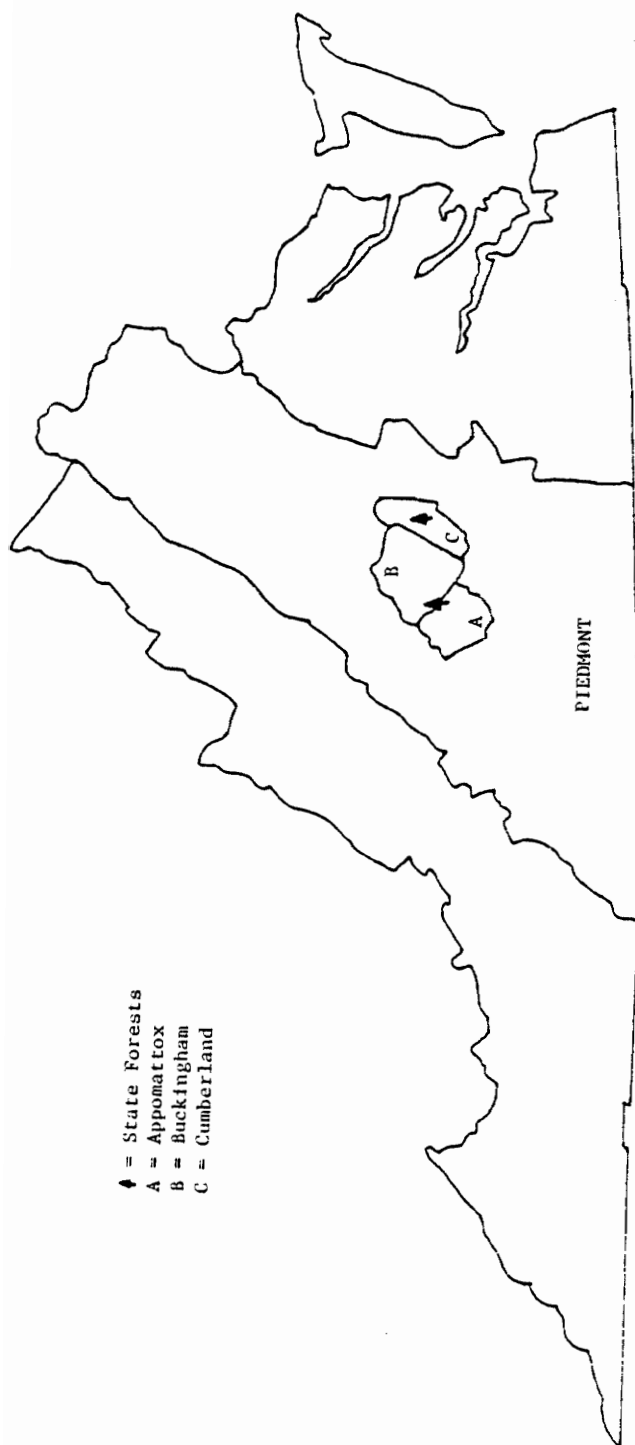 = State Forests
A = Appomattox
B = Buckingham
C = Cumberland
B
C
A
PIEDMONT